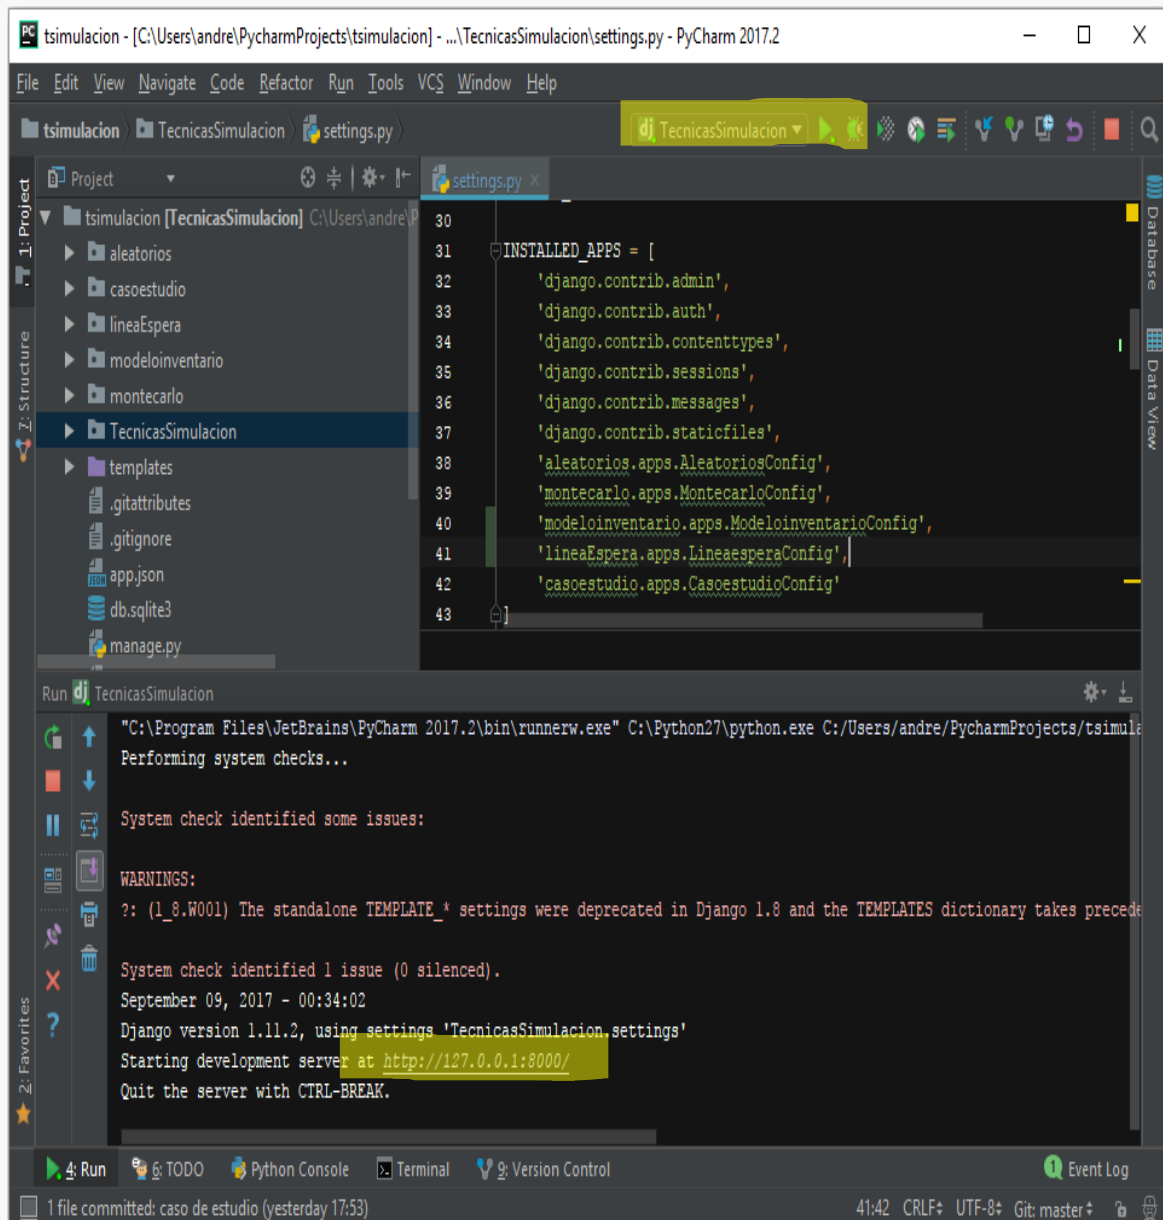 PC tsimulacion - [C:\Users\andre\PycharmProjects\tsimulacion] - ...\TecnicasSimulacion\settings.py - PyCharm 2017.2
File Edit View Navigate Code Refactor Run Tools VCS Window Help
tsimulacion TecnicasSimulacion settings.py
dj TecnicasSimulacion
1: Project
7: Structure
2: Favorites
Project
tsimulacion [TecnicasSimulacion] C:\Users\andre\P
aleatorios
casoestudio
lineaEspera
modeloinventario
montecarlo
TecnicasSimulacion
templates
.gitattributes
.gitignore
app.json
db.sqlite3
manage.py
settings.py
30
31 INSTALLED_APPS = [
32 'django.contrib.admin',
33 'django.contrib.auth',
34 'django.contrib.contenttypes',
35 'django.contrib.sessions',
36 'django.contrib.messages',
37 'django.contrib.staticfiles',
38 'aleatorios.apps.AleatoriosConfig',
39 'montecarlo.apps.MontecarloConfig',
40 'modeloinventario.apps.ModeloinventarioConfig',
41 'lineaEspera.apps.LineaesperaConfig',
42 'casoestudio.apps.CasoestudioConfig'
43 ]
Database
Data View
Run dj TecnicasSimulacion
"C:\Program Files\JetBrains\PyCharm 2017.2\bin\runnerw.exe" C:\Python27\python.exe C:/Users/andre/PycharmProjects/tsimula
Performing system checks...
System check identified some issues:
WARNINGS:
?: (1_8.W001) The standalone TEMPLATE_* settings were deprecated in Django 1.8 and the TEMPLATES dictionary takes precede
System check identified 1 issue (0 silenced).
September 09, 2017 - 00:34:02
Django version 1.11.2, using settings 'TecnicasSimulacion.settings'
Starting development server at http://127.0.0.1:8000/
Quit the server with CTRL-BREAK.
4: Run 6: TODO Python Console Terminal 9: Version Control 1 Event Log
1 file committed: caso de estudio (yesterday 17:53) 41:42 CRLF UTF-8 Git: master